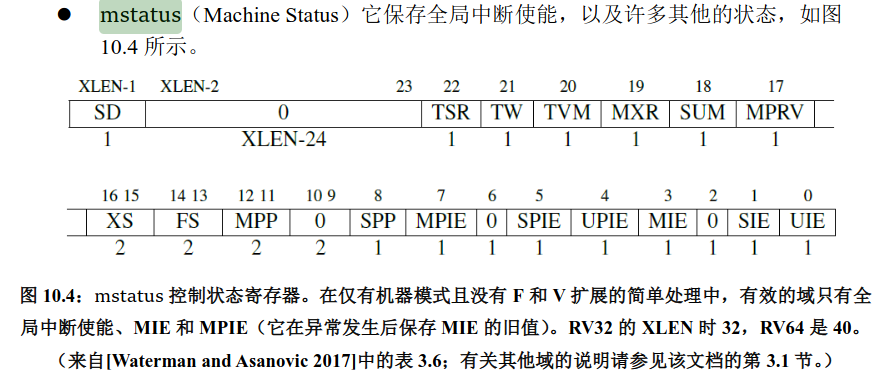 ● mstatus（Machine Status）它保存全局中断使能，以及许多其他的状态，如图
10.4 所示。
XLEN-1 XLEN-2 23 22 21 20 19 18 17
SD 0 TSR TW TVM MXR SUM MPRV
1 XLEN-24 1 1 1 1 1 1
16 15 14 13 12 11 10 9 8 7 6 5 4 3 2 1 0
XS FS MPP 0 SPP MPIE 0 SPIE UPIE MIE 0 SIE UIE
2 2 2 2 1 1 1 1 1 1 1 1 1
图 10.4：mstatus 控制状态寄存器。在仅有机器模式且没有 F 和 V 扩展的简单处理中，有效的域只有全
局中断使能、MIE 和 MPIE（它在异常发生后保存 MIE 的旧值）。RV32 的 XLEN 时 32，RV64 是 40。
（来自[Waterman and Asanovic 2017]中的表 3.6；有关其他域的说明请参见该文档的第 3.1 节。）